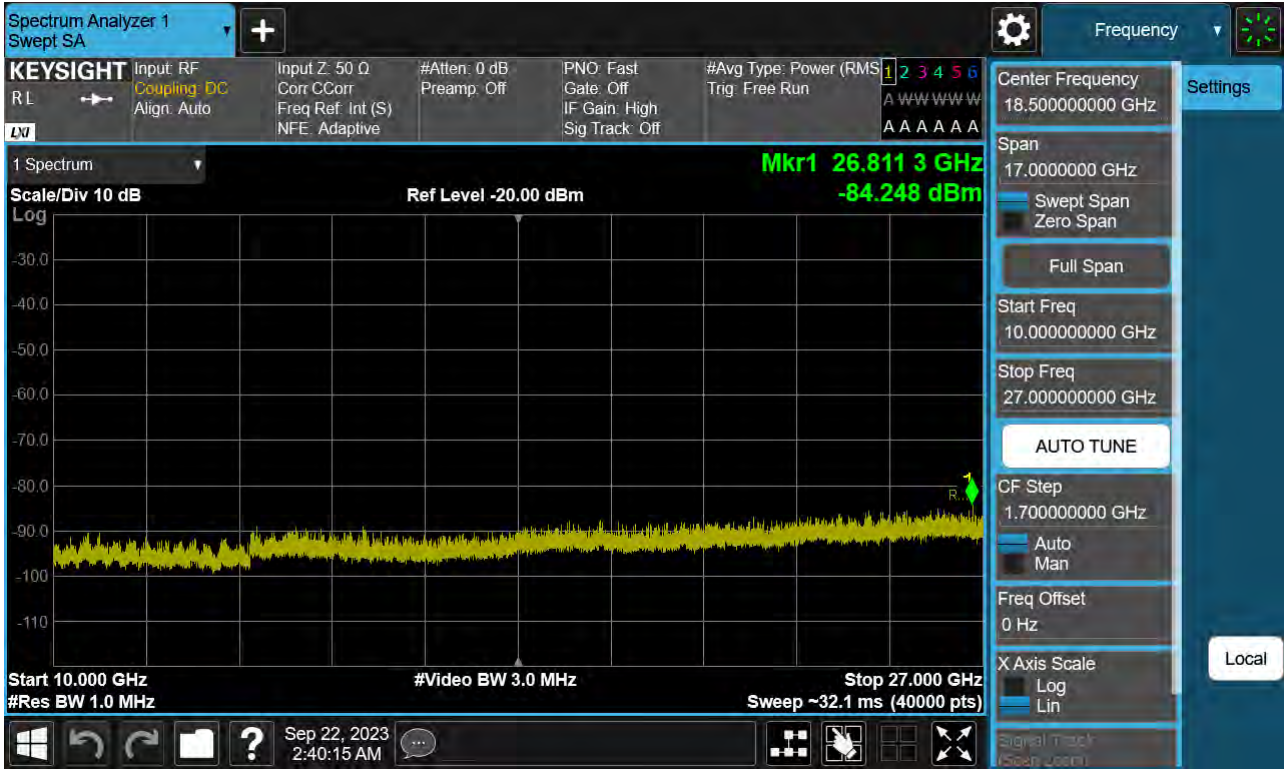 Spectrum Analyzer 1
Swept SA
+
Frequency
KEYSIGHT
R L
LXI
Input: RF
Coupling: DC
Align: Auto
Input Z: 50 Ω
Corr CCorr
Freq Ref: Int (S)
NFE: Adaptive
#Atten: 0 dB
Preamp: Off
PNO: Fast
Gate: Off
IF Gain: High
Sig Track: Off
#Avg Type: Power (RMS
Trig: Free Run
1 2 3 4 5 6
A W W W W W
A A A A A A
1 Spectrum
Scale/Div 10 dB
Log
Ref Level -20.00 dBm
Mkr1 26.811 3 GHz
-84.248 dBm
-30.0
-40.0
-50.0
-60.0
-70.0
-80.0
-90.0
-100
-110
1
R...
Start 10.000 GHz
#Res BW 1.0 MHz
#Video BW 3.0 MHz
Stop 27.000 GHz
Sweep ~32.1 ms (40000 pts)
Center Frequency
18.500000000 GHz
Span
17.0000000 GHz
Swept Span
Zero Span
Full Span
Start Freq
10.000000000 GHz
Stop Freq
27.000000000 GHz
AUTO TUNE
CF Step
1.700000000 GHz
Auto
Man
Freq Offset
0 Hz
X Axis Scale
Log
Lin
Signal Track
(Span Zoom)
Settings
Local
?
Sep 22, 2023
2:40:15 AM